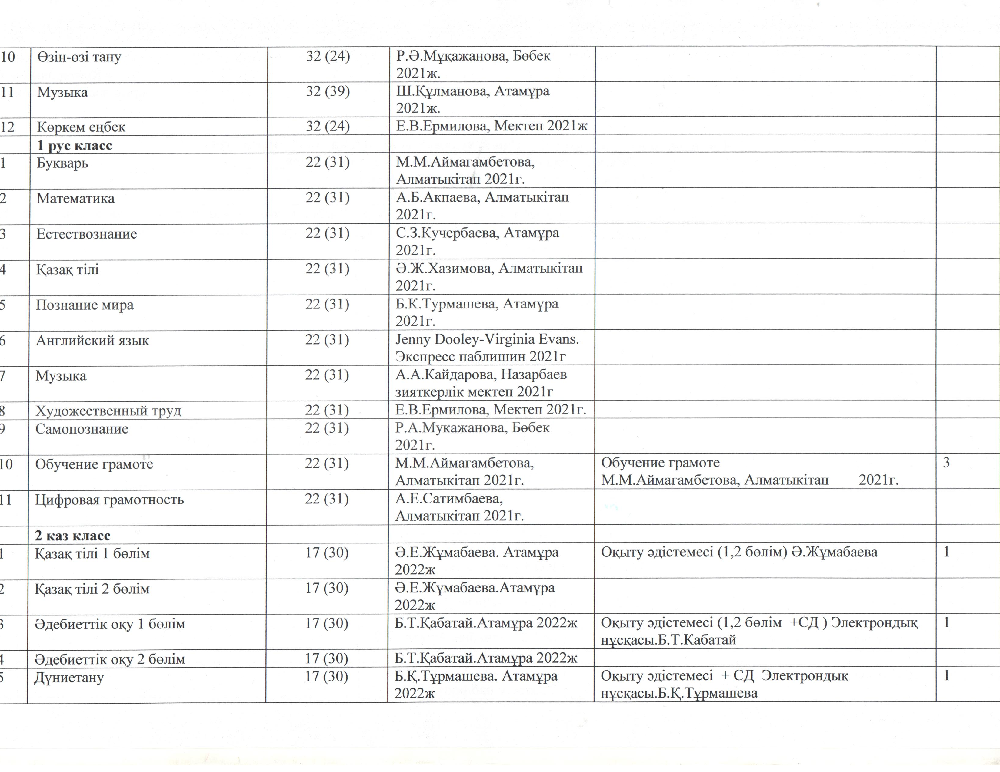 10 Өзін-өзі тану 32 (24) Р.Ә.Мұқажанова, Бөбек
2021ж.
11 Музыка 32 (39) Ш.Құлманова, Атамұра
2021ж.
12 Көркем еңбек 32 (24) Е.В.Ермилова, Мектеп 2021ж
1 рус класс
1 Букварь 22 (31) М.М.Аймагамбетова,
Алматыкітап 2021г.
2 Математика 22 (31) А.Б.Акпаева, Алматыкітап
2021г.
3 Естествознание 22 (31) С.З.Кучербаева, Атамұра
2021г.
4 Қазақ тілі 22 (31) Ә.Ж.Хазимова, Алматыкітап
2021г.
5 Познание мира 22 (31) Б.К.Турмашева, Атамұра
2021г.
6 Английский язык 22 (31) Jenny Dooley-Virginia Evans.
Экспресс паблишин 2021г
7 Музыка 22 (31) А.А.Кайдарова, Назарбаев
зияткерлік мектеп 2021г
8 Художественный труд 22 (31) Е.В.Ермилова, Мектеп 2021г.
9 Самопознание 22 (31) Р.А.Мукажанова, Бөбек
2021г.
10 Обучение грамоте 22 (31) М.М.Аймагамбетова, Обучение грамоте 3
Алматыкітап 2021г. М.М.Аймагамбетова, Алматыкітап 2021г.
11 Цифровая грамотность 22 (31) А.Е.Сатимбаева,
Алматыкітап 2021г.
2 каз класс
1 Қазақ тілі 1 бөлім 17 (30) Ә.Е.Жұмабаева. Атамұра Оқыту әдістемесі (1,2 бөлім) Ә.Жұмабаева 1
2022ж
2 Қазақ тілі 2 бөлім 17 (30) Ә.Е.Жұмабаева.Атамұра
2022ж
3 Әдебиеттік оқу 1 бөлім 17 (30) Б.Т.Қабатай.Атамұра 2022ж Оқыту әдістемесі (1,2 бөлім +СД ) Электрондық 1
нұсқасы.Б.Т.Кабатай
4 Әдебиеттік оқу 2 бөлім 17 (30) Б.Т.Қабатай.Атамұра 2022ж
5 Дүниетану 17 (30) Б.Қ.Тұрмашева. Атамұра Оқыту әдістемесі + СД Электрондық 1
2022ж нұсқасы.Б.Қ.Тұрмашева